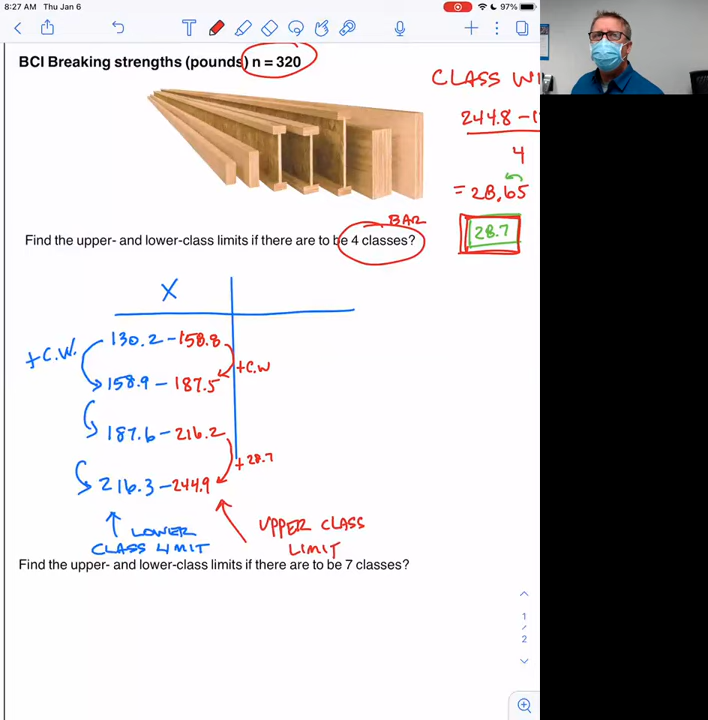 8:27 AM Thu Jan 6
97%
BCI Breaking strengths (pounds) n = 320
CLASS WI
244.8 - 1
4
= 28.65
28.7
BAR
Find the upper- and lower-class limits if there are to be 4 classes?
X
130.2 - 158.8
+C.W.
+C.W
158.9 - 187.5
187.6 - 216.2
+28.7
216.3 - 244.9
LOWER
CLASS LIMIT
UPPER CLASS
LIMIT
Find the upper- and lower-class limits if there are to be 7 classes?
1
/
2